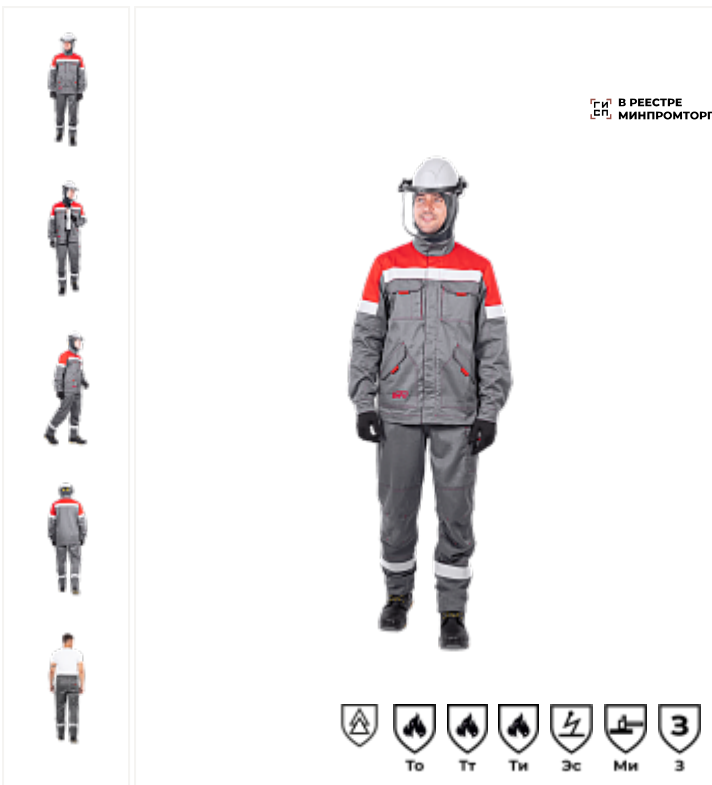 ГИ
СП
В РЕЕСТРЕ
МИНПРОМТОРГ
З
То Тт Ти Эс Ми З